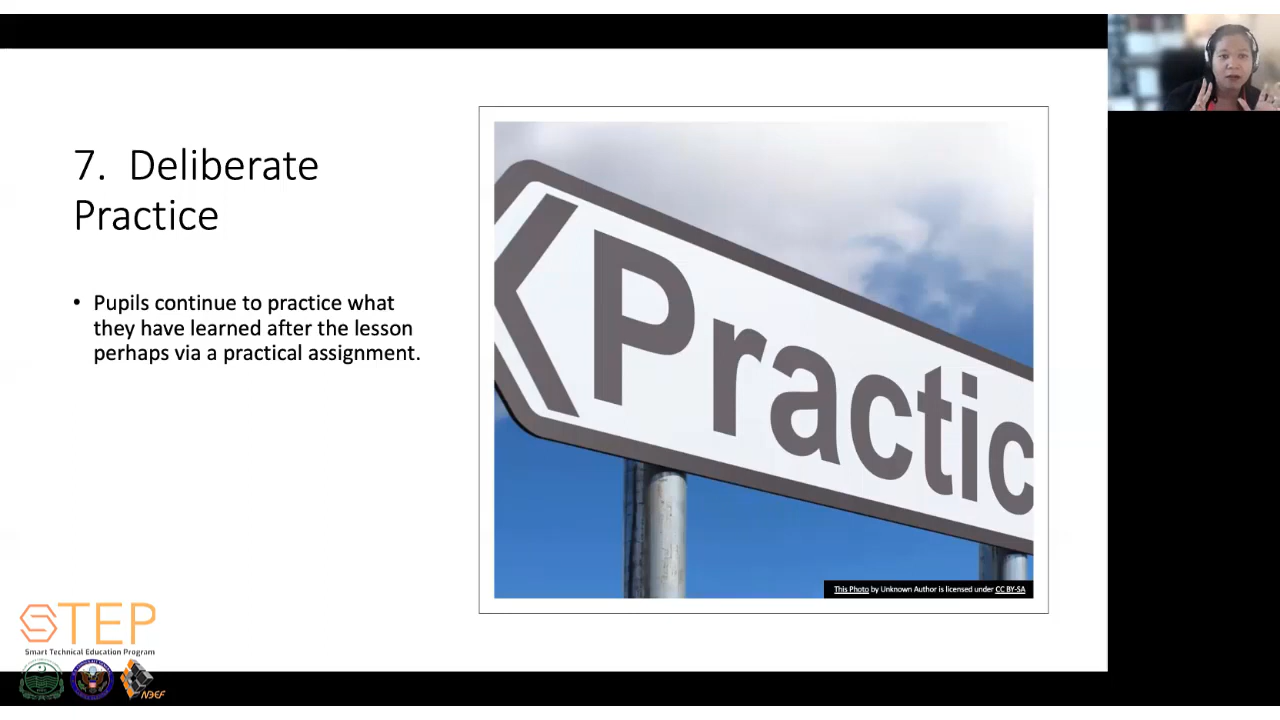 7. Deliberate
Practice
• Pupils continue to practice what
they have learned after the lesson
perhaps via a practical assignment.
Practic
This Photo by Unknown Author is licensed under CC BY-SA
STEP
Smart Technical Education Program
NDEF